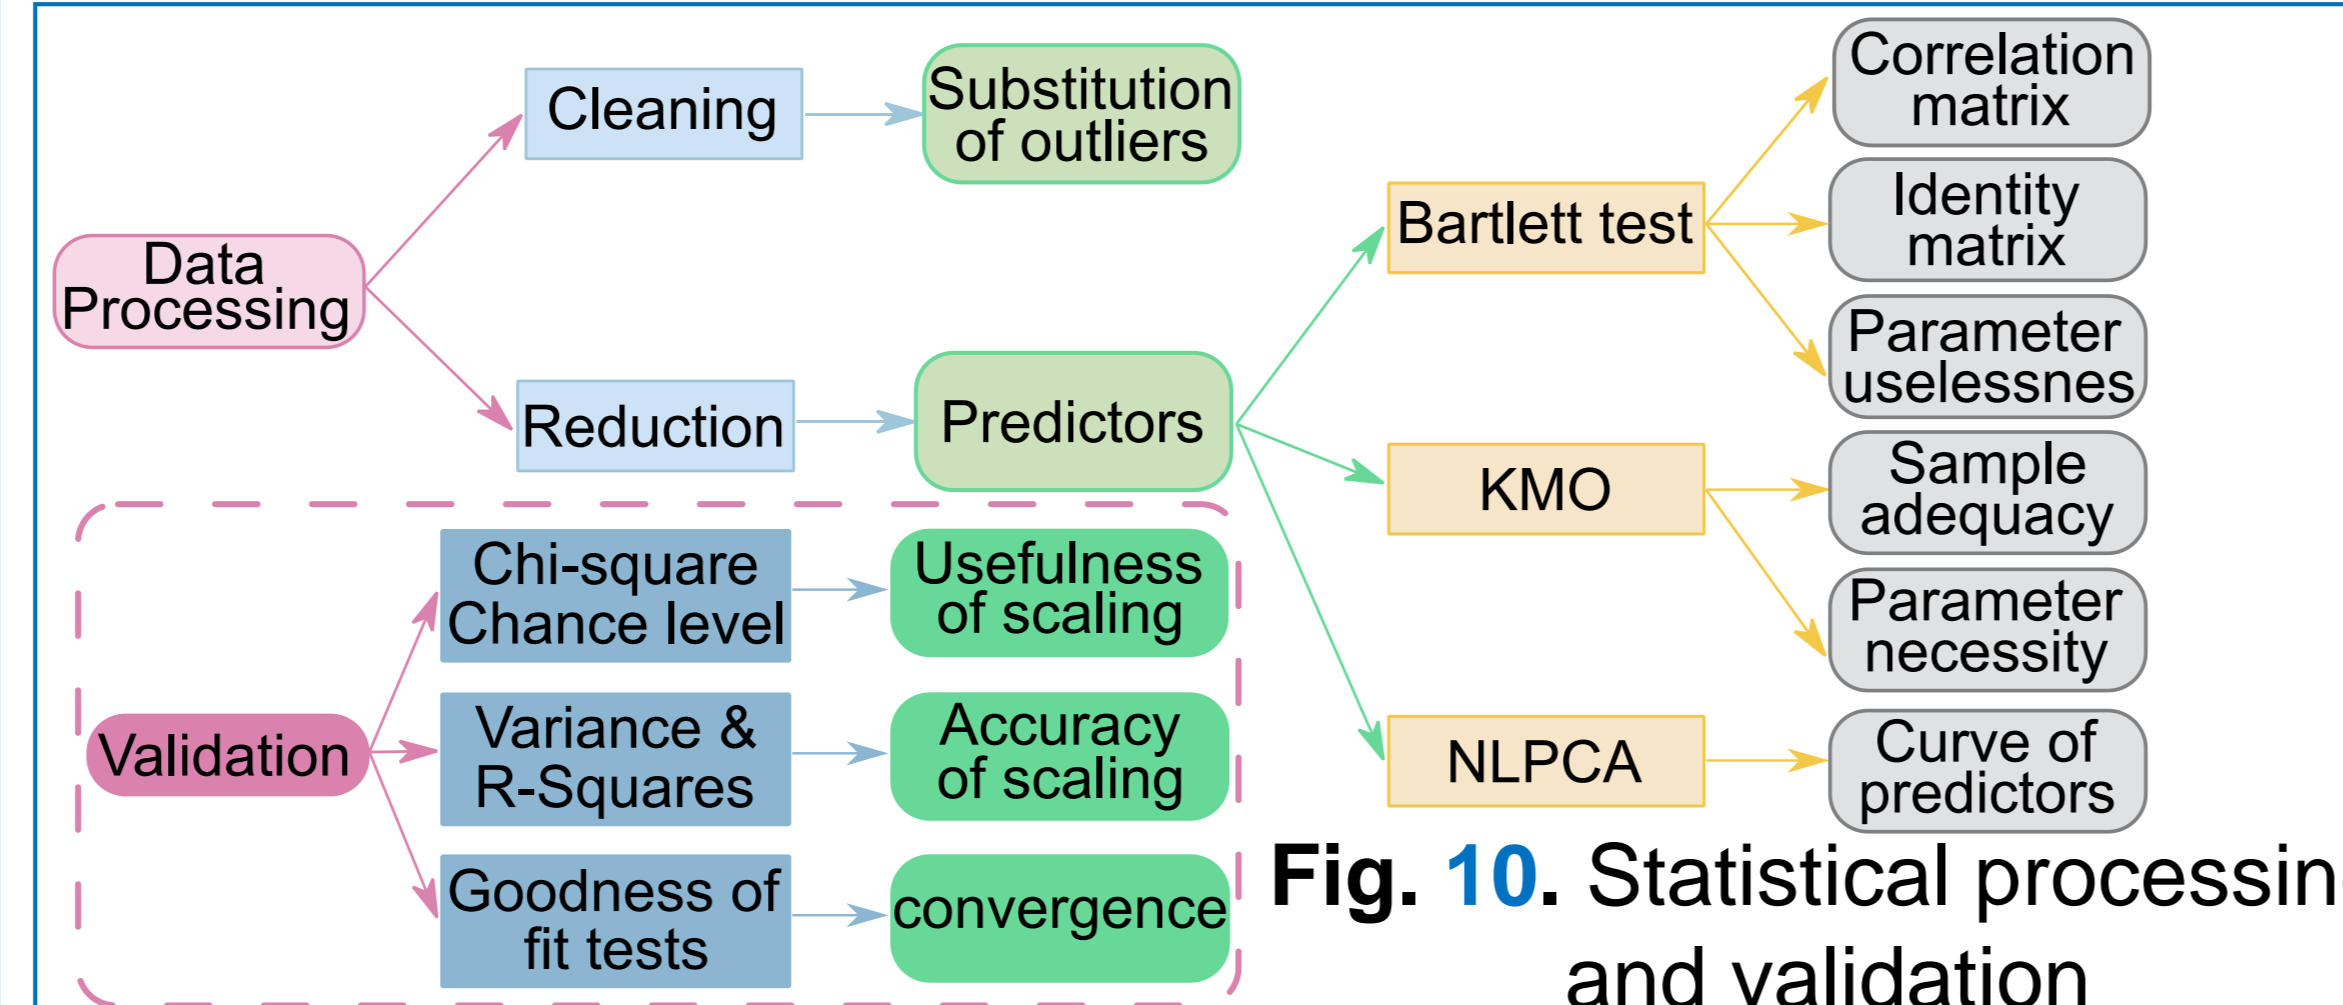 Data
Processing
Cleaning
Substitution
of outliers
Reduction
Predictors
Bartlett test
Correlation
matrix
Identity
matrix
Parameter
uselessnes
KMO
Sample
adequacy
Parameter
necessity
NLPCA
Curve of
predictors
Validation
Chi-square
Chance level
Usefulness
of scaling
Variance &
R-Squares
Accuracy
of scaling
Goodness of
fit tests
convergence
Fig. 10. Statistical processin
and validation